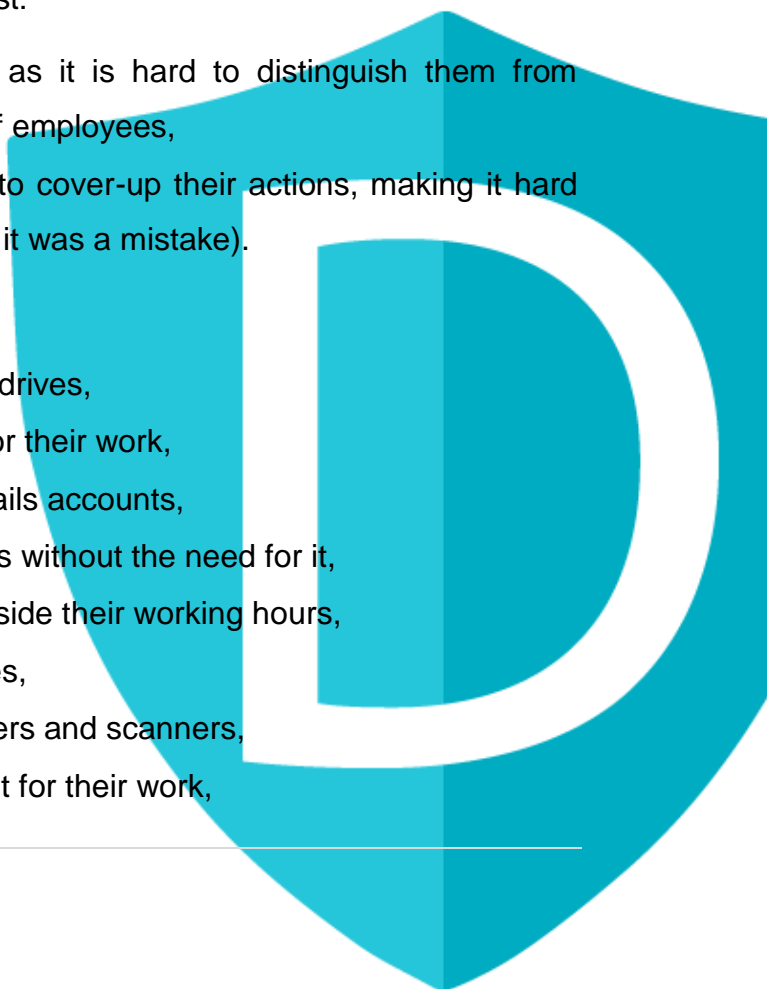 st.
as it is hard to distinguish them from
f employees,
to cover-up their actions, making it hard
it was a mistake).
drives,
or their work,
ails accounts,
s without the need for it,
side their working hours,
es,
ers and scanners,
t for their work,
D